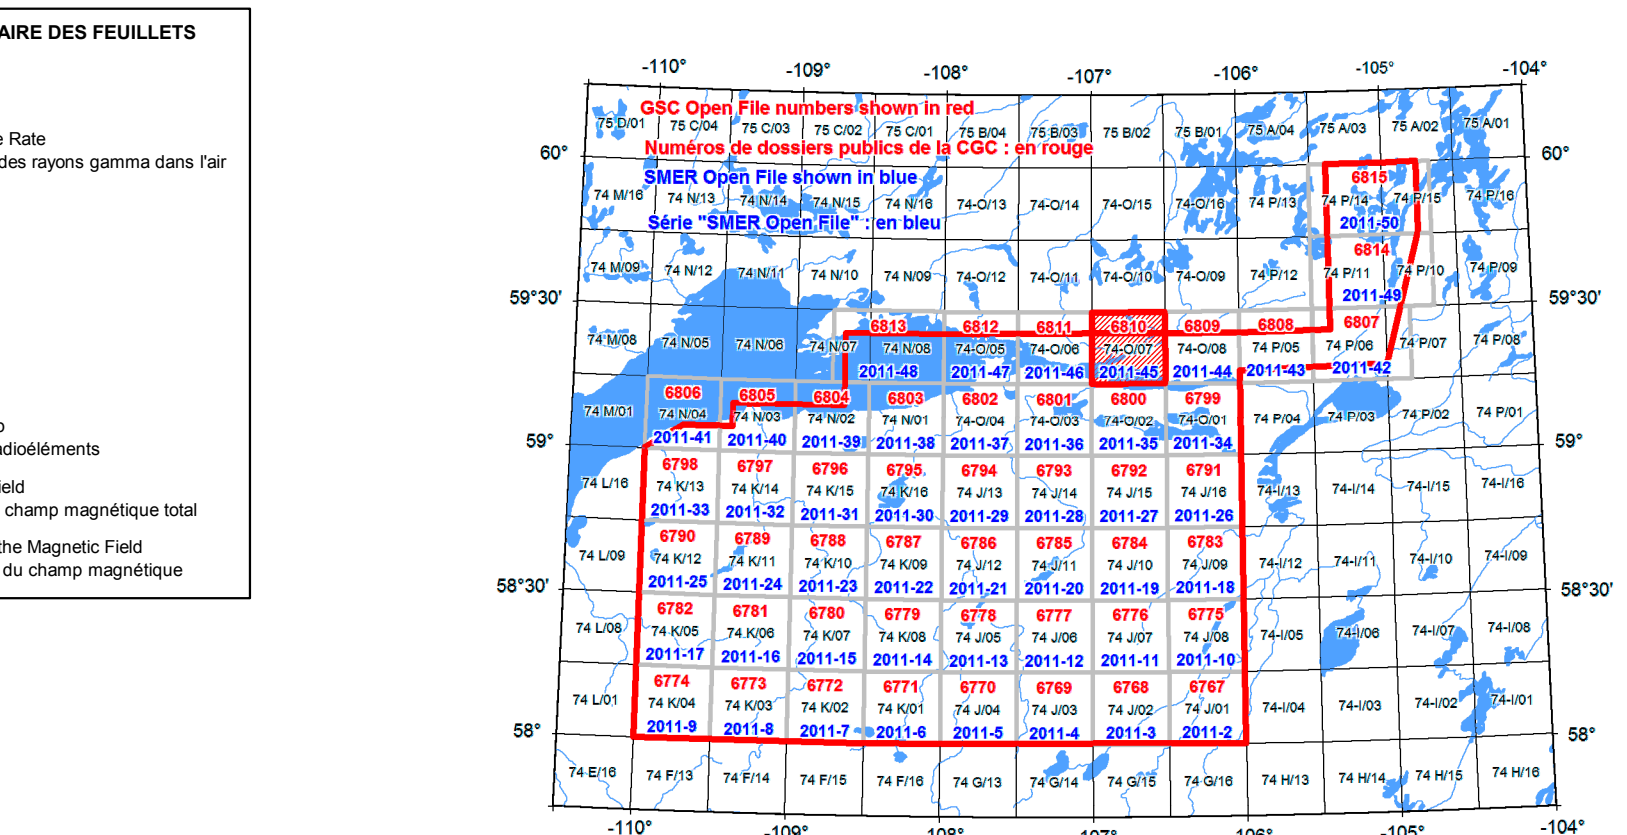 AIRE DES FEUILLETS
e Rate
des rayons gamma dans l'air
o
adioéléments
ield
champ magnétique total
the Magnetic Field
du champ magnétique
-110° -109° -108° -107° -106° -105° -104°
GSC Open File numbers shown in red
75 D/01 75 C/04 75 C/03 75 C/02 75 C/01 75 B/04 75 B/03 75 B/02 75 B/01 75 A/04 75 A/03 75 A/02 75 A/01
Numéros de dossiers publics de la CGC : en rouge
60° 60°
SMER Open File shown in blue
6815
74 M/16 74 N/13 74 N/14 74 N/15 74 N/16 74-O/13 74-O/14 74-O/15 74-O/16 74 P/13 74 P/14 74 P/15 74 P/16
Série "SMER Open File" : en bleu
2011-50
6814
74 M/09 74 N/12 74 N/11 74 N/10 74 N/09 74-O/12 74-O/11 74-O/10 74-O/09 74 P/12 74 P/11 74 P/10 74 P/09
2011-49
59°30' 59°30'
6813 6812 6811 6810 6809 6808 6807
74 M/08 74 N/05 74 N/06 74 N/07 74 N/08 74-O/05 74-O/06 74-O/07 74-O/08 74 P/05 74 P/06 74 P/07 74 P/08
2011-48 2011-47 2011-46 2011-45 2011-44 2011-43 2011-42
6806 6805 6804 6803 6802 6801 6800 6799
74 M/01 74 N/04 74 N/03 74 N/02 74 N/01 74-O/04 74-O/03 74-O/02 74-O/01 74 P/04 74 P/03 74 P/02 74 P/01
2011-41 2011-40 2011-39 2011-38 2011-37 2011-36 2011-35 2011-34
59° 59°
6798 6797 6796 6795 6794 6793 6792 6791
74 L/16 74 K/13 74 K/14 74 K/15 74 K/16 74 J/13 74 J/14 74 J/15 74 J/16 74-I/13 74-I/14 74-I/15 74-I/16
2011-33 2011-32 2011-31 2011-30 2011-29 2011-28 2011-27 2011-26
6790 6789 6788 6787 6786 6785 6784 6783
74 L/09 74 K/12 74 K/11 74 K/10 74 K/09 74 J/12 74 J/11 74 J/10 74 J/09 74-I/12 74-I/11 74-I/10 74-I/09
2011-25 2011-24 2011-23 2011-22 2011-21 2011-20 2011-19 2011-18
58°30' 58°30'
6782 6781 6780 6779 6778 6777 6776 6775
74 L/08 74 K/05 74 K/06 74 K/07 74 K/08 74 J/05 74 J/06 74 J/07 74 J/08 74-I/05 74-I/06 74-I/07 74-I/08
2011-17 2011-16 2011-15 2011-14 2011-13 2011-12 2011-11 2011-10
6774 6773 6772 6771 6770 6769 6768 6767
74 L/01 74 K/04 74 K/03 74 K/02 74 K/01 74 J/04 74 J/03 74 J/02 74 J/01 74-I/04 74-I/03 74-I/02 74-I/01
2011-9 2011-8 2011-7 2011-6 2011-5 2011-4 2011-3 2011-2
58° 58°
74 E/16 74 F/13 74 F/14 74 F/15 74 F/16 74 G/13 74 G/14 74 G/15 74 G/16 74 H/13 74 H/14 74 H/15 74 H/16
-110° -109° -108° -107° -106° -105° -104°